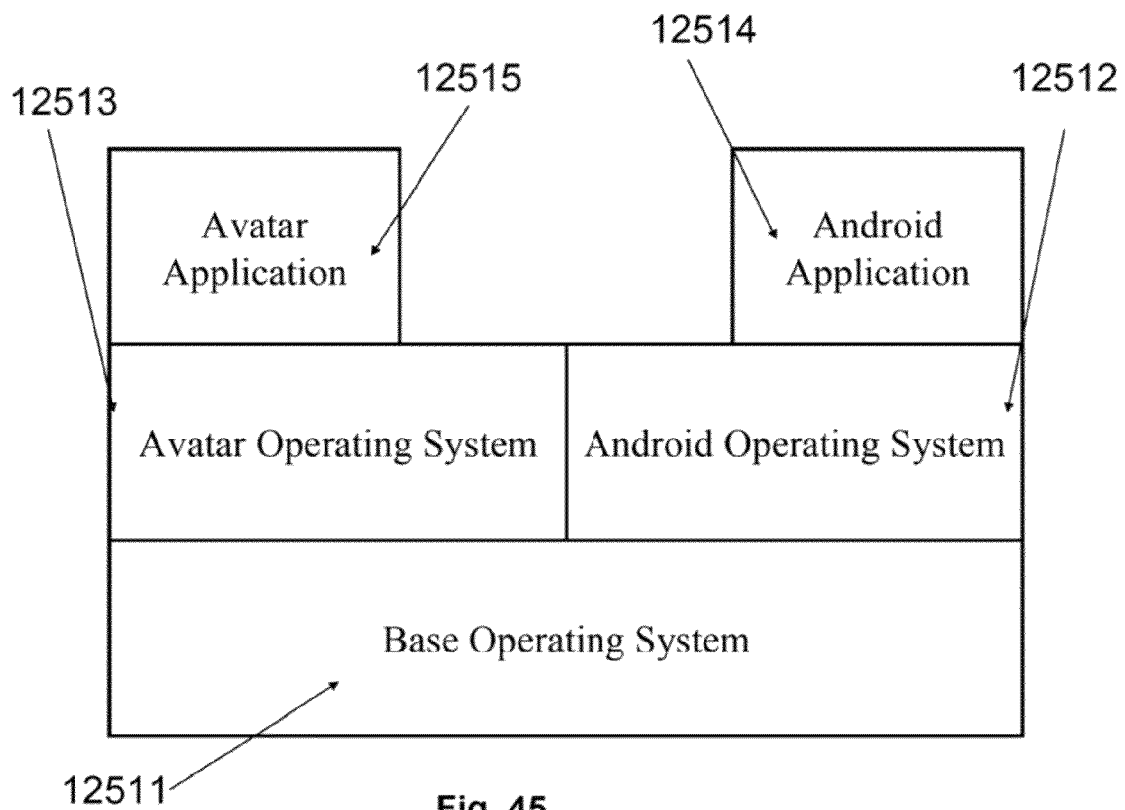 12514
12515
12512
12513
Avatar
Application
Android
Application
Avatar Operating System
Android Operating System
Base Operating System
12511
Fig. 45